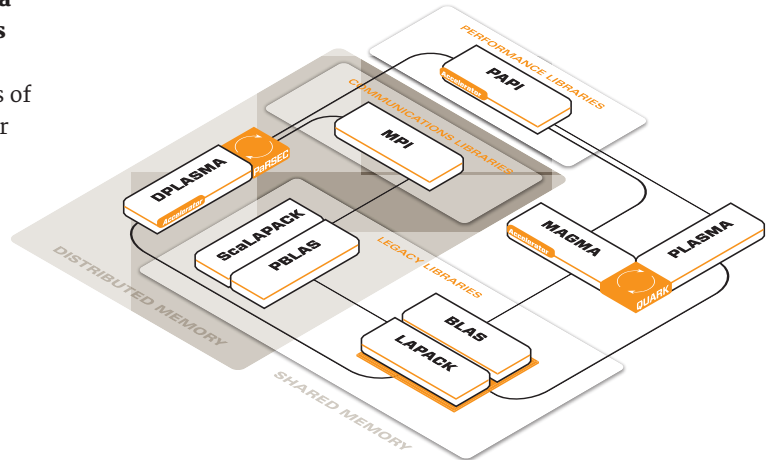 a
s
s of
r
PERFORMANCE LIBRARIES
PAPI
Accelerator
COMMUNICATIONS LIBRARIES
MPI
PaRSEC
DPLASMA
Accelerator
ScaLAPACK
PBLAS
MAGMA
Accelerator
PLASMA
QUARK
LEGACY LIBRARIES
BLAS
LAPACK
DISTRIBUTED MEMORY
SHARED MEMORY